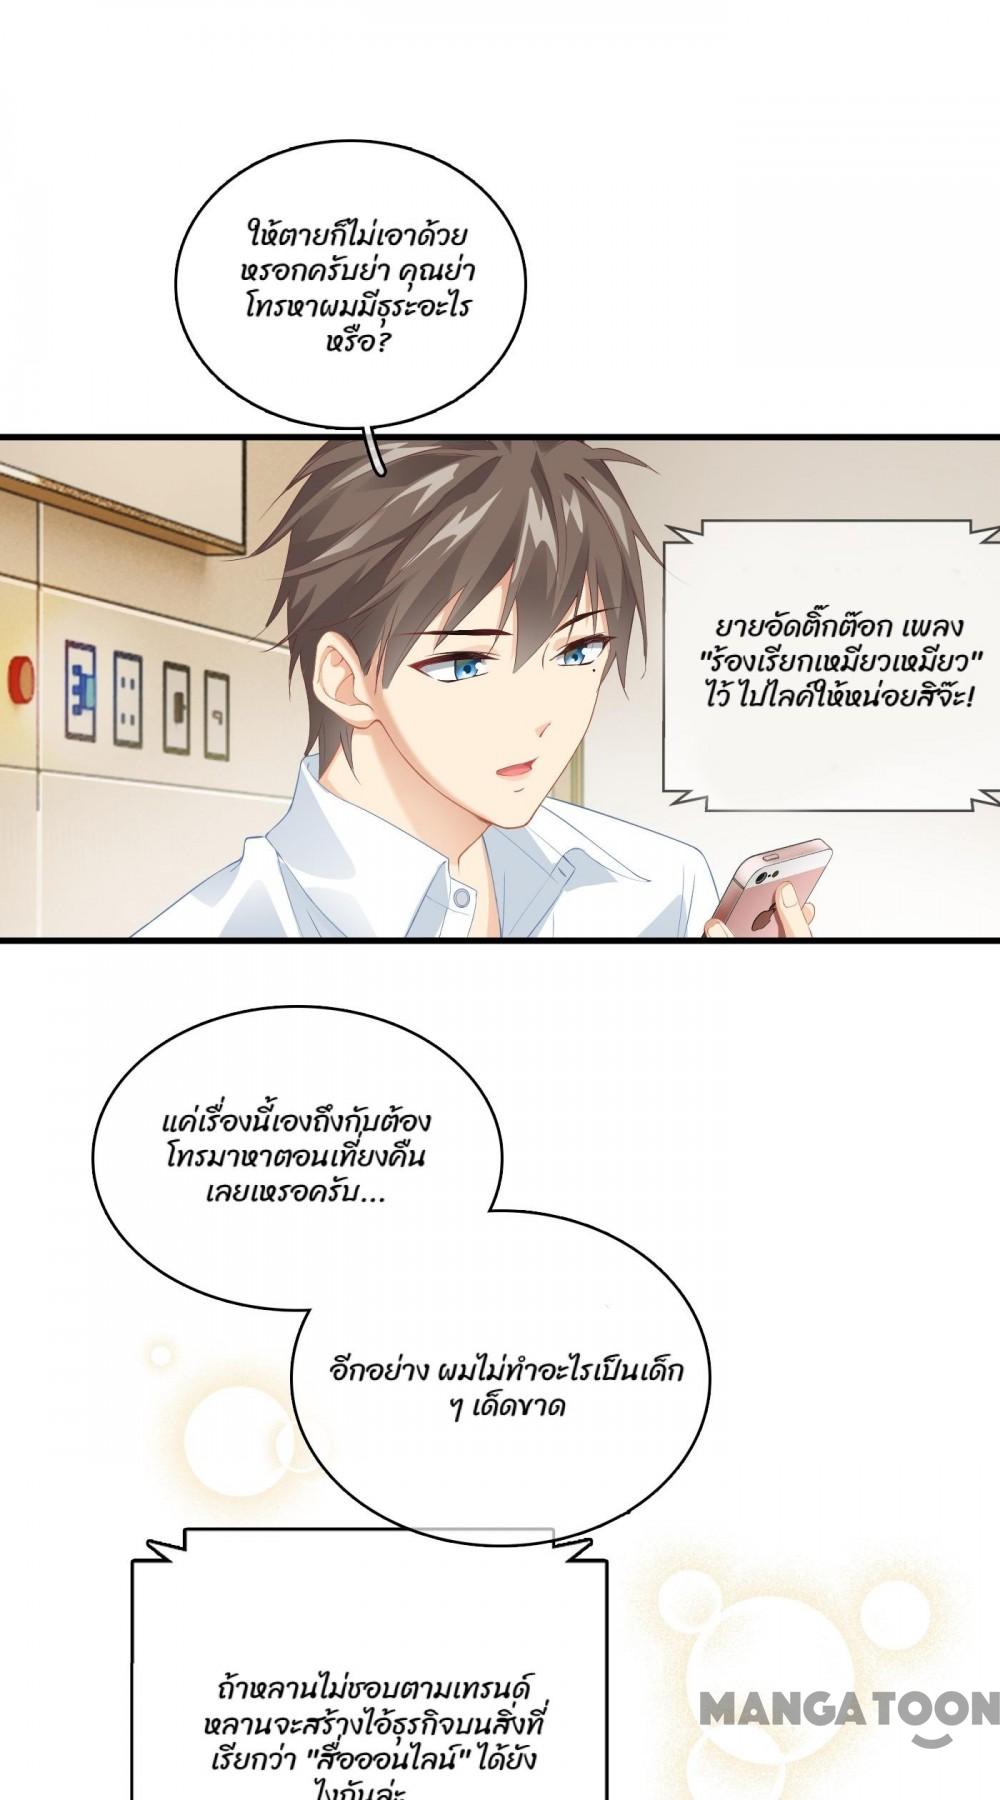 ให้ตายก็ไม่เอาด้วย
หรอกครับย่า คุณย่า
โทรหาผมมีธุระอะไร
หรือ?
ยายอัดติ๊กต๊อก เพลง
"ร้องเรียกเหมียวเหมียว"
ไว้ ไปไลค์ให้หน่อยสิจ๊ะ!
แค่เรื่องนี้เองถึงกับต้อง
โทรมาหาตอนเที่ยงคืน
เลยเหรอครับ...
อีกอย่าง ผมไม่ทำอะไรเป็นเด็ก
ๆ เด็ดขาด
ถ้าหลานไม่ชอบตามเทรนด์
หลานจะสร้างไอ้ธุรกิจบนสิ่งที่
เรียกว่า "สื่อออนไลน์" ได้ยัง
ไงกันล่ะ
MANGATOON